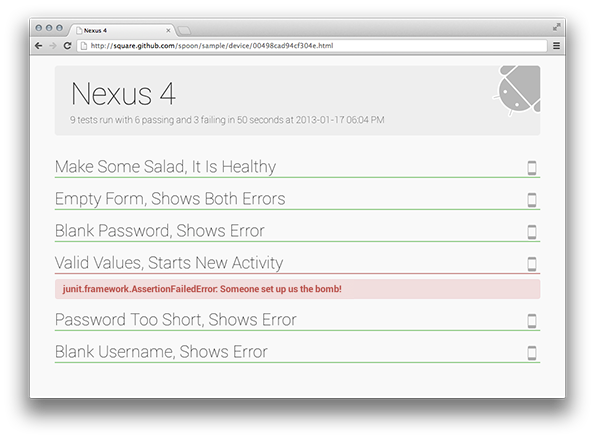 Nexus 4
http://square.github.com/spoon/sample/device/00498cad94cf304e.html
Nexus 4
9 tests run with 6 passing and 3 failing in 50 seconds at 2013-01-17 06:04 PM
Make Some Salad, It Is Healthy
Empty Form, Shows Both Errors
Blank Password, Shows Error
Valid Values, Starts New Activity
junit.framework.AssertionFailedError: Someone set up us the bomb!
Password Too Short, Shows Error
Blank Username, Shows Error